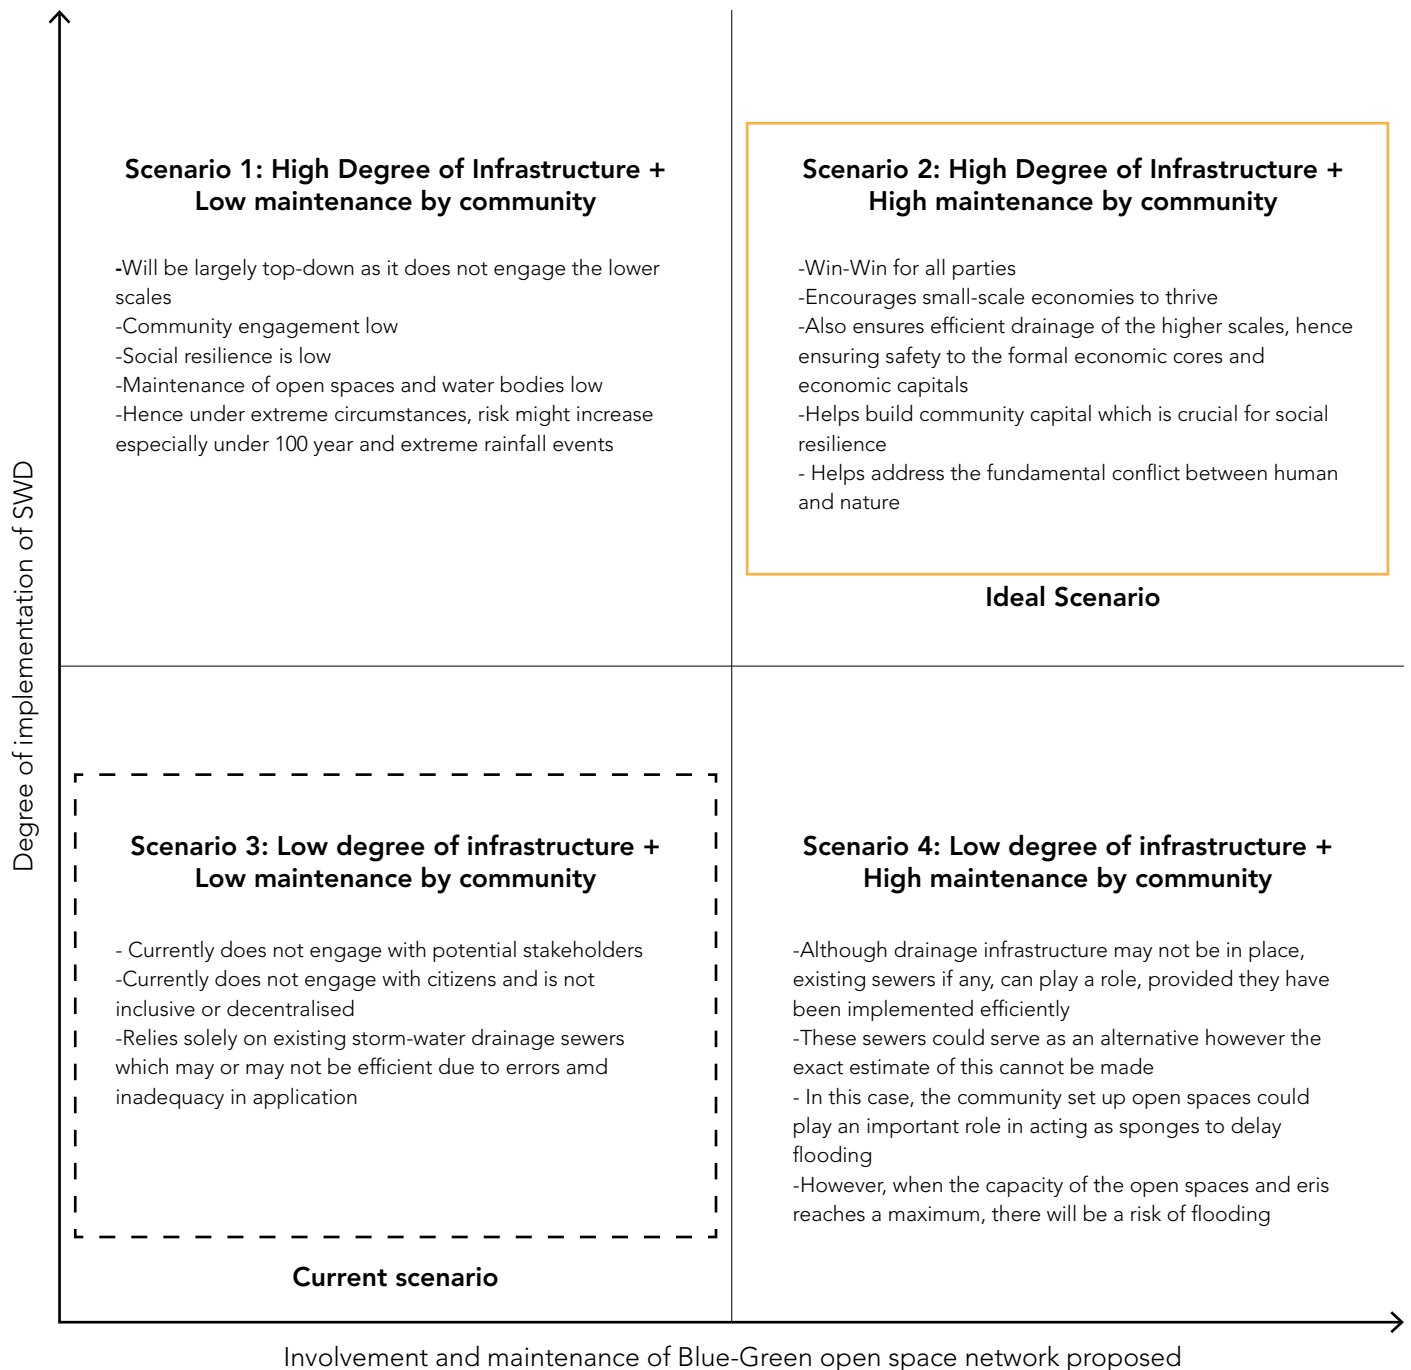 Degree of implementation of SWD
Scenario 1: High Degree of Infrastructure +
Low maintenance by community
-Will be largely top-down as it does not engage the lower
scales
-Community engagement low
-Social resilience is low
-Maintenance of open spaces and water bodies low
-Hence under extreme circumstances, risk might increase
especially under 100 year and extreme rainfall events
Scenario 2: High Degree of Infrastructure +
High maintenance by community
-Win-Win for all parties
-Encourages small-scale economies to thrive
-Also ensures efficient drainage of the higher scales, hence
ensuring safety to the formal economic cores and
economic capitals
-Helps build community capital which is crucial for social
resilience
- Helps address the fundamental conflict between human
and nature
Ideal Scenario
Scenario 3: Low degree of infrastructure +
Low maintenance by community
- Currently does not engage with potential stakeholders
-Currently does not engage with citizens and is not
inclusive or decentralised
-Relies solely on existing storm-water drainage sewers
which may or may not be efficient due to errors amd
inadequacy in application
Current scenario
Scenario 4: Low degree of infrastructure +
High maintenance by community
-Although drainage infrastructure may not be in place,
existing sewers if any, can play a role, provided they have
been implemented efficiently
-These sewers could serve as an alternative however the
exact estimate of this cannot be made
- In this case, the community set up open spaces could
play an important role in acting as sponges to delay
flooding
-However, when the capacity of the open spaces and eris
reaches a maximum, there will be a risk of flooding
Involvement and maintenance of Blue-Green open space network proposed